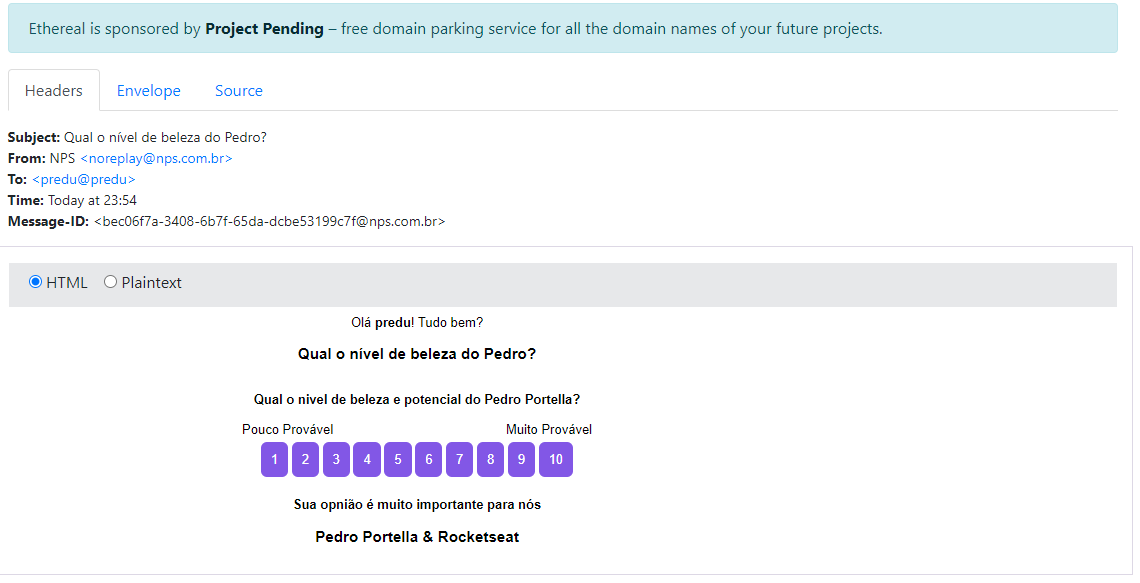 Ethereal is sponsored by Project Pending – free domain parking service for all the domain names of your future projects.
Headers Envelope Source
Subject: Qual o nível de beleza do Pedro?
From: NPS <noreplay@nps.com.br>
To: <predu@predu>
Time: Today at 23:54
Message-ID: <bec06f7a-3408-6b7f-65da-dcbe53199c7f@nps.com.br>
HTML Plaintext
Olá predu! Tudo bem?
Qual o nível de beleza do Pedro?
Qual o nivel de beleza e potencial do Pedro Portella?
Pouco Provável Muito Provável
1 2 3 4 5 6 7 8 9 10
Sua opnião é muito importante para nós
Pedro Portella & Rocketseat